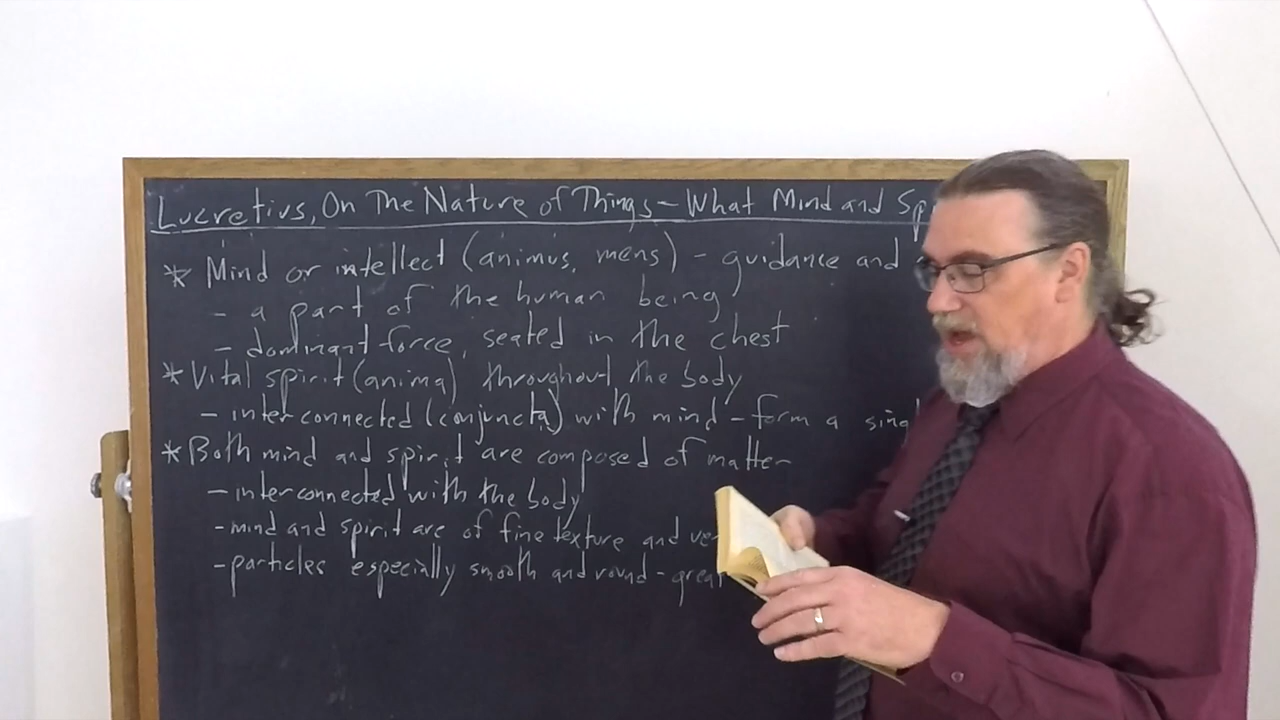 Lucretius, On The Nature of Things - What Mind and Sp
* Mind or intellect (animus, mens) - guidance and
- a part of the human being
- dominant force, seated in the chest
* Vital spirit (anima) throughout the body
- interconnected (conjuncta) with mind - form a sing
* Both mind and spirit are composed of matter
- interconnected with the body
- mind and spirit are of fine texture and ve
- particles especially smooth and round - great